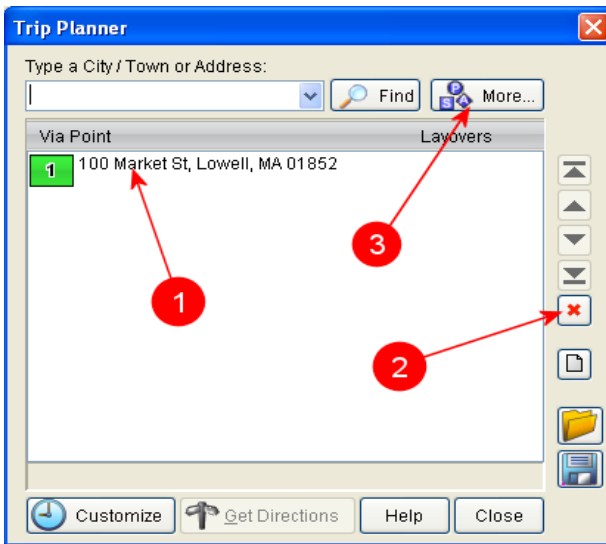 Trip Planner
Type a City / Town or Address:
Find
More...
P
S A
Via Point Layovers
1 100 Market St, Lowell, MA 01852
3
1
2
Customize
Get Directions
Help
Close